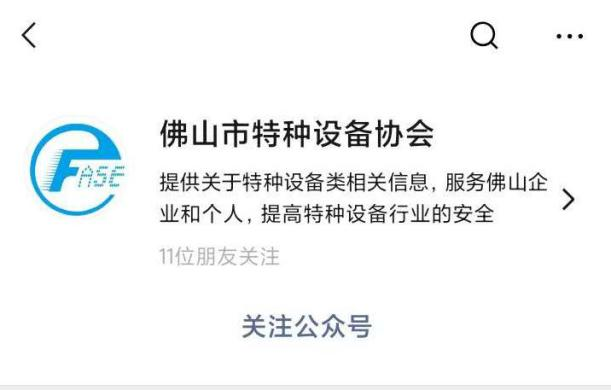 佛山市特种设备协会
FASE
提供关于特种设备类相关信息，服务佛山企
业和个人，提高特种设备行业的安全
11位朋友关注
关注公众号